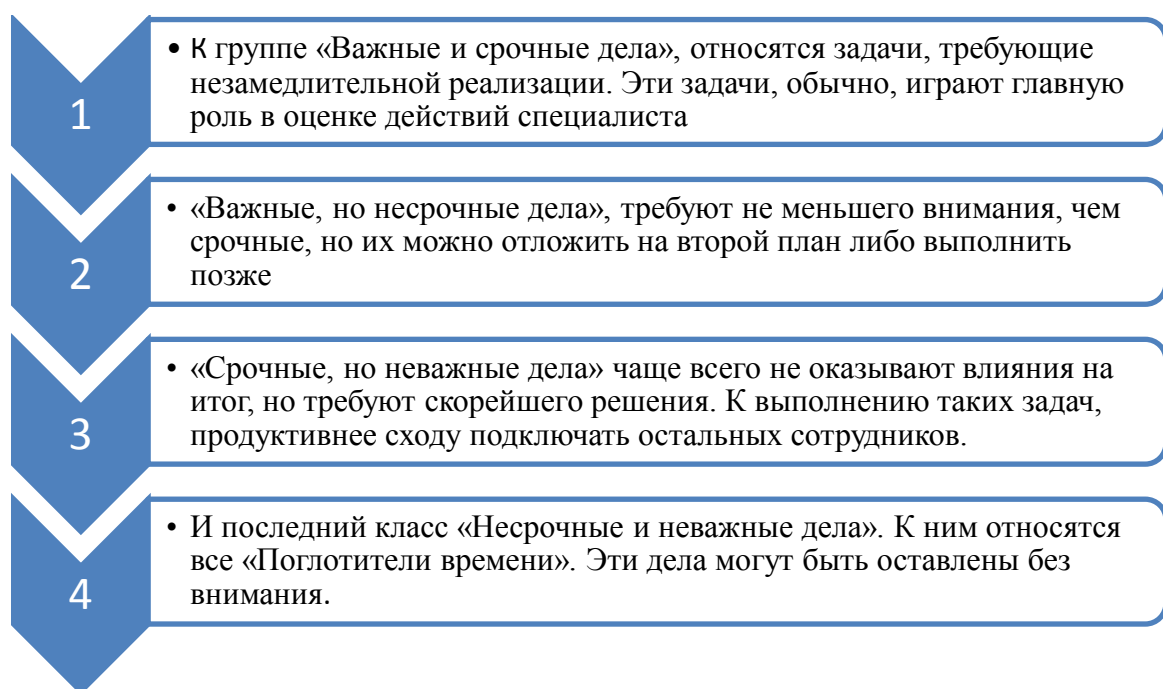 1
• К группе «Важные и срочные дела», относятся задачи, требующие
незамедлительной реализации. Эти задачи, обычно, играют главную
роль в оценке действий специалиста
2
• «Важные, но несрочные дела», требуют не меньшего внимания, чем
срочные, но их можно отложить на второй план либо выполнить
позже
3
• «Срочные, но неважные дела» чаще всего не оказывают влияния на
итог, но требуют скорейшего решения. К выполнению таких задач,
продуктивнее сходу подключать остальных сотрудников.
4
• И последний класс «Несрочные и неважные дела». К ним относятся
все «Поглотители времени». Эти дела могут быть оставлены без
внимания.